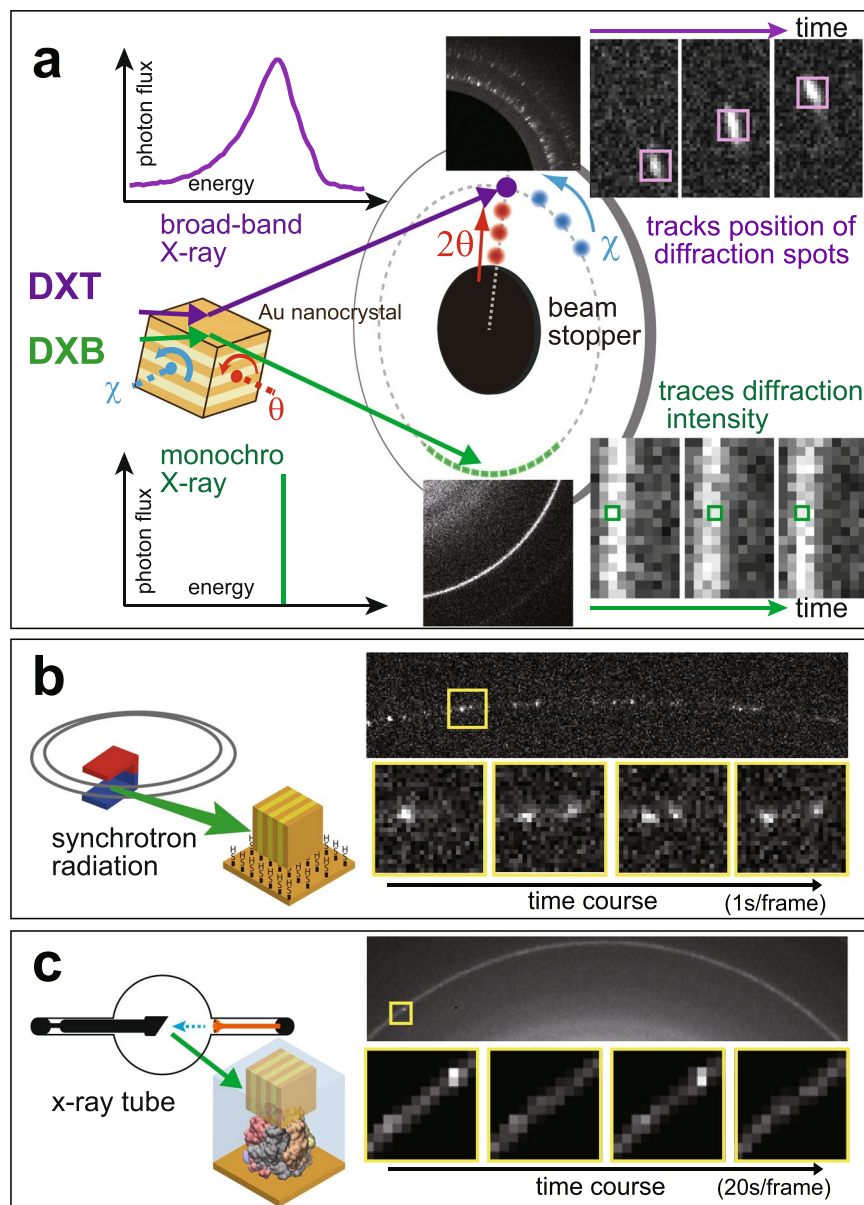 a
photon flux
energy
broad-band
X-ray
DXT
DXB
Au nanocrystal
χ
θ
monochro
X-ray
photon flux
energy
2θ
χ
beam
stopper
time
tracks position of
diffraction spots
traces diffraction
intensity
time
b
synchrotron
radiation
H
S
H
S
H
S
H
S
H
S
H
S
H
S
H
S
H
S
H
S
time course
(1s/frame)
c
x-ray tube
time course
(20s/frame)